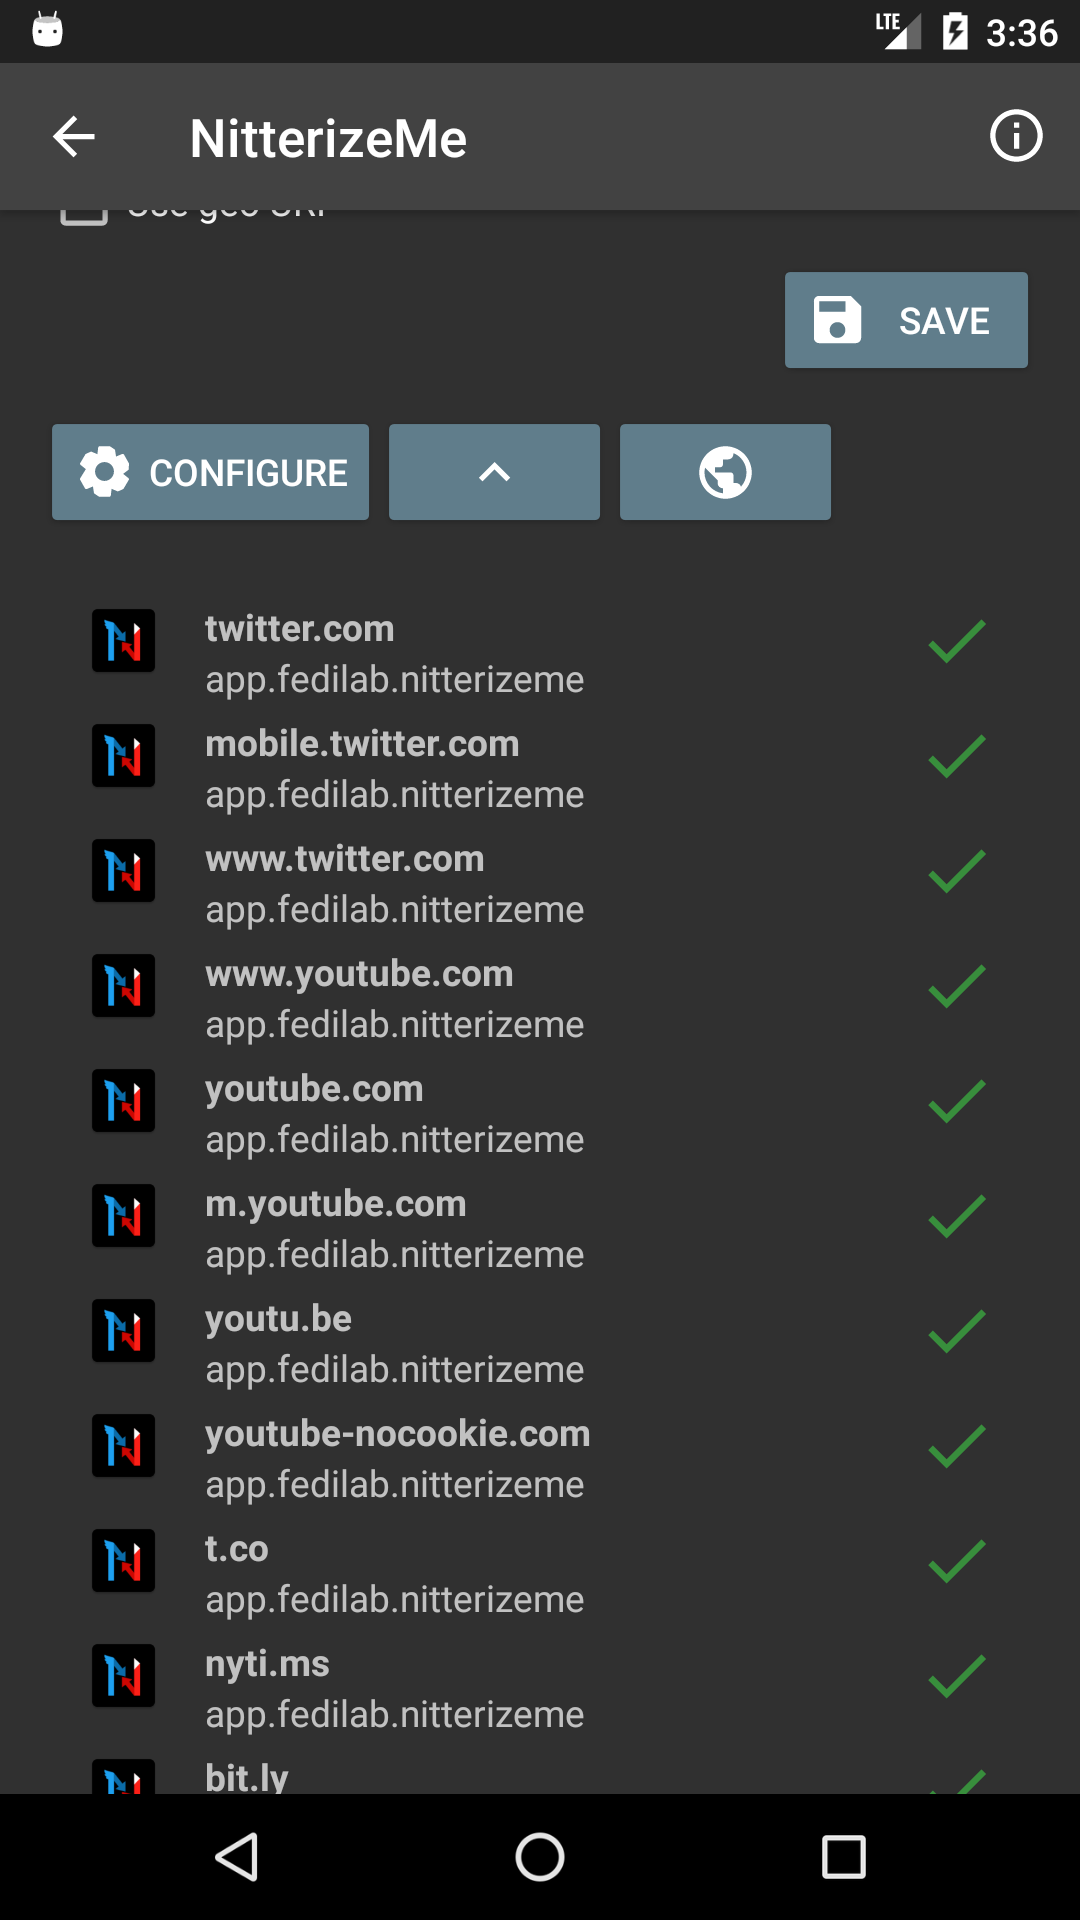 LTE 3:36
NitterizeMe
Use geo URI
SAVE
CONFIGURE
twitter.com
app.fedilab.nitterizeme
mobile.twitter.com
app.fedilab.nitterizeme
www.twitter.com
app.fedilab.nitterizeme
www.youtube.com
app.fedilab.nitterizeme
youtube.com
app.fedilab.nitterizeme
m.youtube.com
app.fedilab.nitterizeme
youtu.be
app.fedilab.nitterizeme
youtube-nocookie.com
app.fedilab.nitterizeme
t.co
app.fedilab.nitterizeme
nyti.ms
app.fedilab.nitterizeme
bit.ly